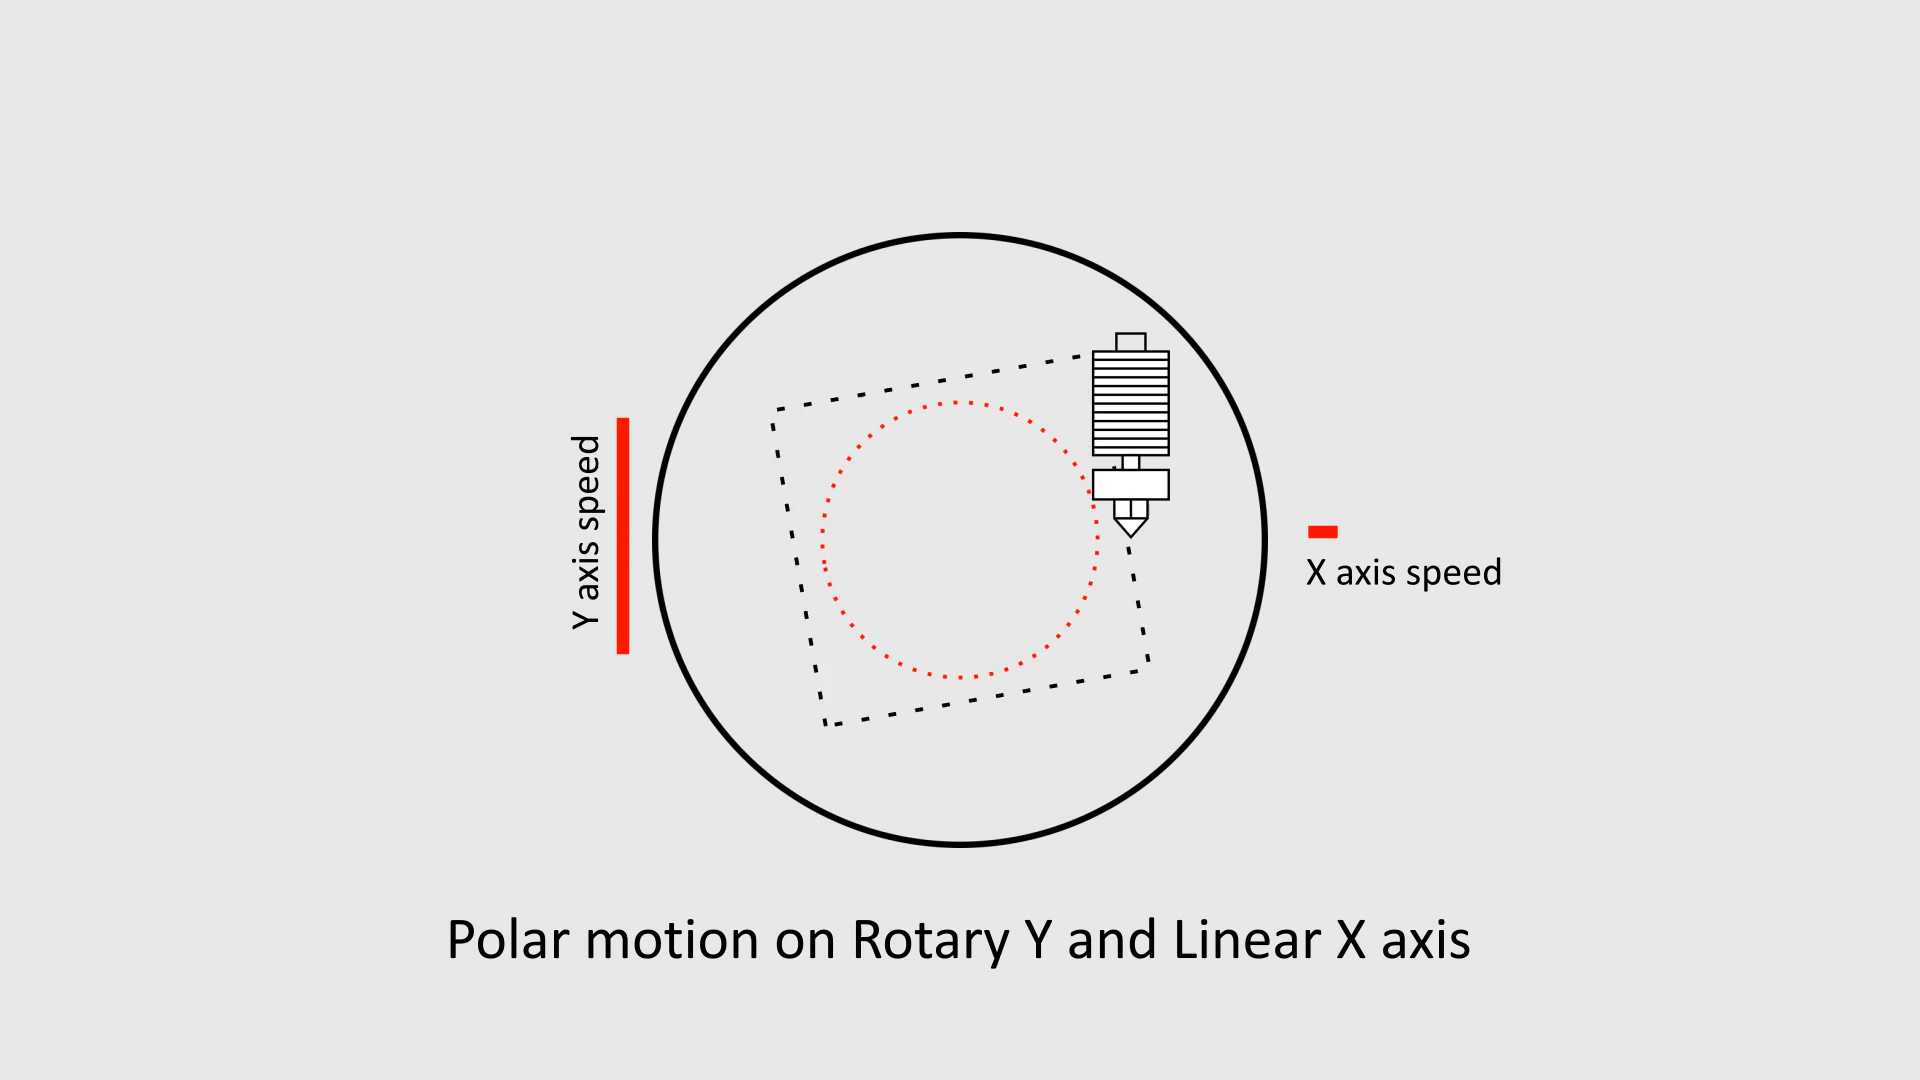 Y axis speed
X axis speed
Polar motion on Rotary Y and Linear X axis